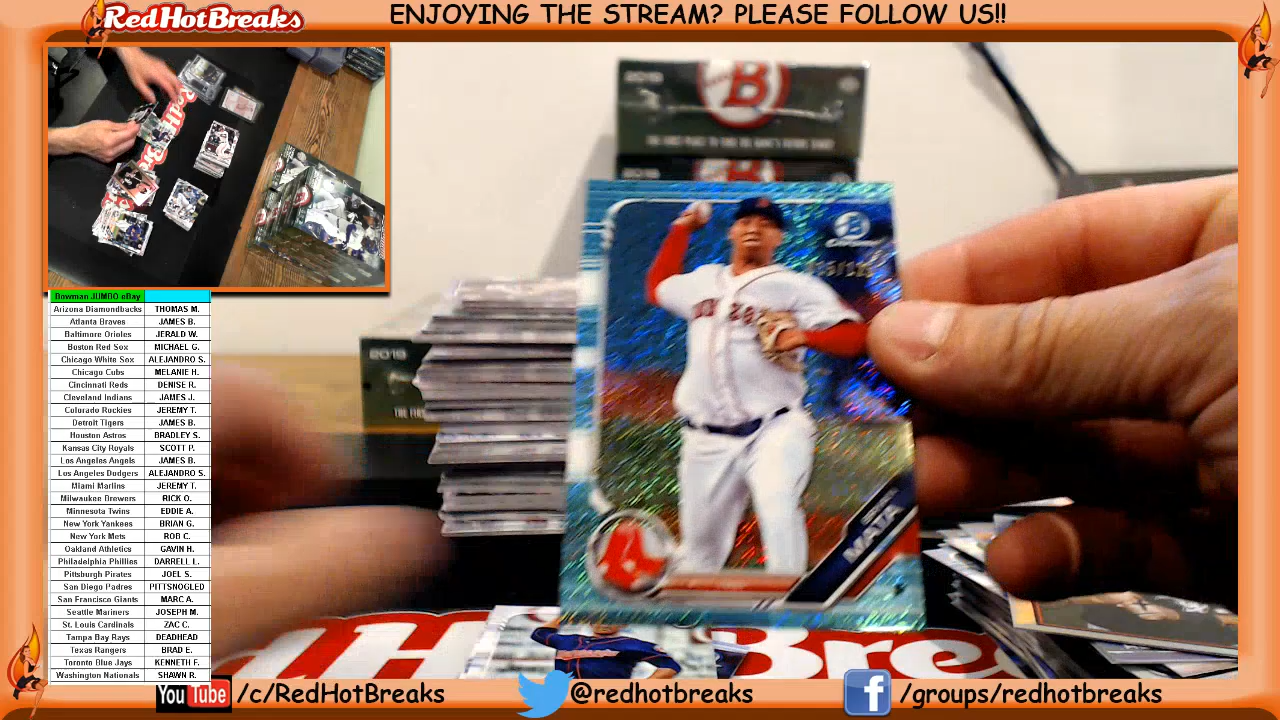 RedHotBreaks
ENJOYING THE STREAM? PLEASE FOLLOW US!!
Bowman JUMBO eBay
Arizona Diamondbacks THOMAS M.
Atlanta Braves JAMES B.
Baltimore Orioles JERALD W.
Boston Red Sox MICHAEL G.
Chicago White Sox ALEJANDRO S.
Chicago Cubs MELANIE H.
Cincinnati Reds DENISE R.
Cleveland Indians JAMES J.
Colorado Rockies JEREMY T.
Detroit Tigers JAMES B.
Houston Astros BRADLEY S.
Kansas City Royals SCOTT P.
Los Angeles Angels JAMES B.
Los Angeles Dodgers ALEJANDRO S.
Miami Marlins JEREMY T.
Milwaukee Brewers RICK O.
Minnesota Twins EDDIE A.
New York Yankees BRIAN G.
New York Mets ROB C.
Oakland Athletics GAVIN H.
Philadelphia Phillies DARRELL L.
Pittsburgh Pirates JOEL S.
San Diego Padres PITTSNOGLED
San Francisco Giants MARC A.
Seattle Mariners JOSEPH M.
St. Louis Cardinals ZAC C.
Tampa Bay Rays DEADHEAD
Texas Rangers BRAD E.
Toronto Blue Jays KENNETH F.
Washington Nationals SHAWN R.
2019
B
2019
MATA
You Tube /c/RedHotBreaks
@redhotbreaks
f /groups/redhotbreaks